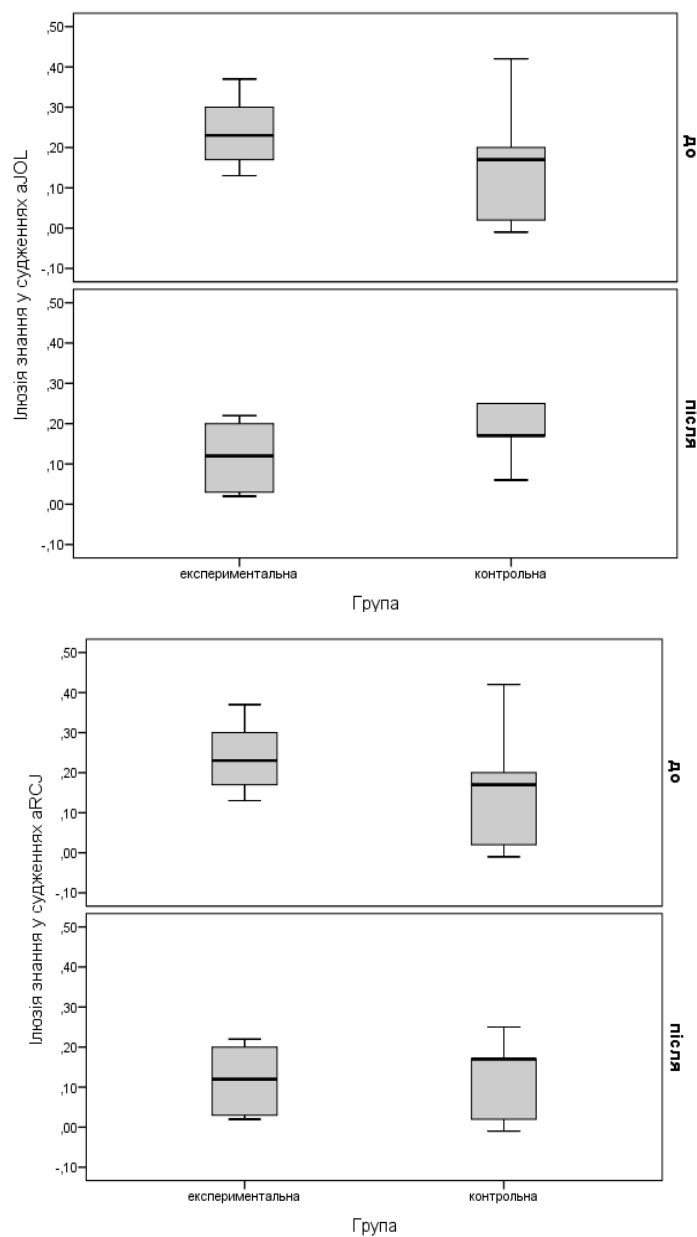 Ілюзія знання у судженнях aJOL
,50
,40
,30
,20
,10
,00
-,10
до
,50
,40
,30
,20
,10
,00
-,10
після
експериментальна контрольна
Група
Ілюзія знання у судженнях aRCJ
,50
,40
,30
,20
,10
,00
-,10
до
,50
,40
,30
,20
,10
,00
-,10
після
експериментальна контрольна
Група